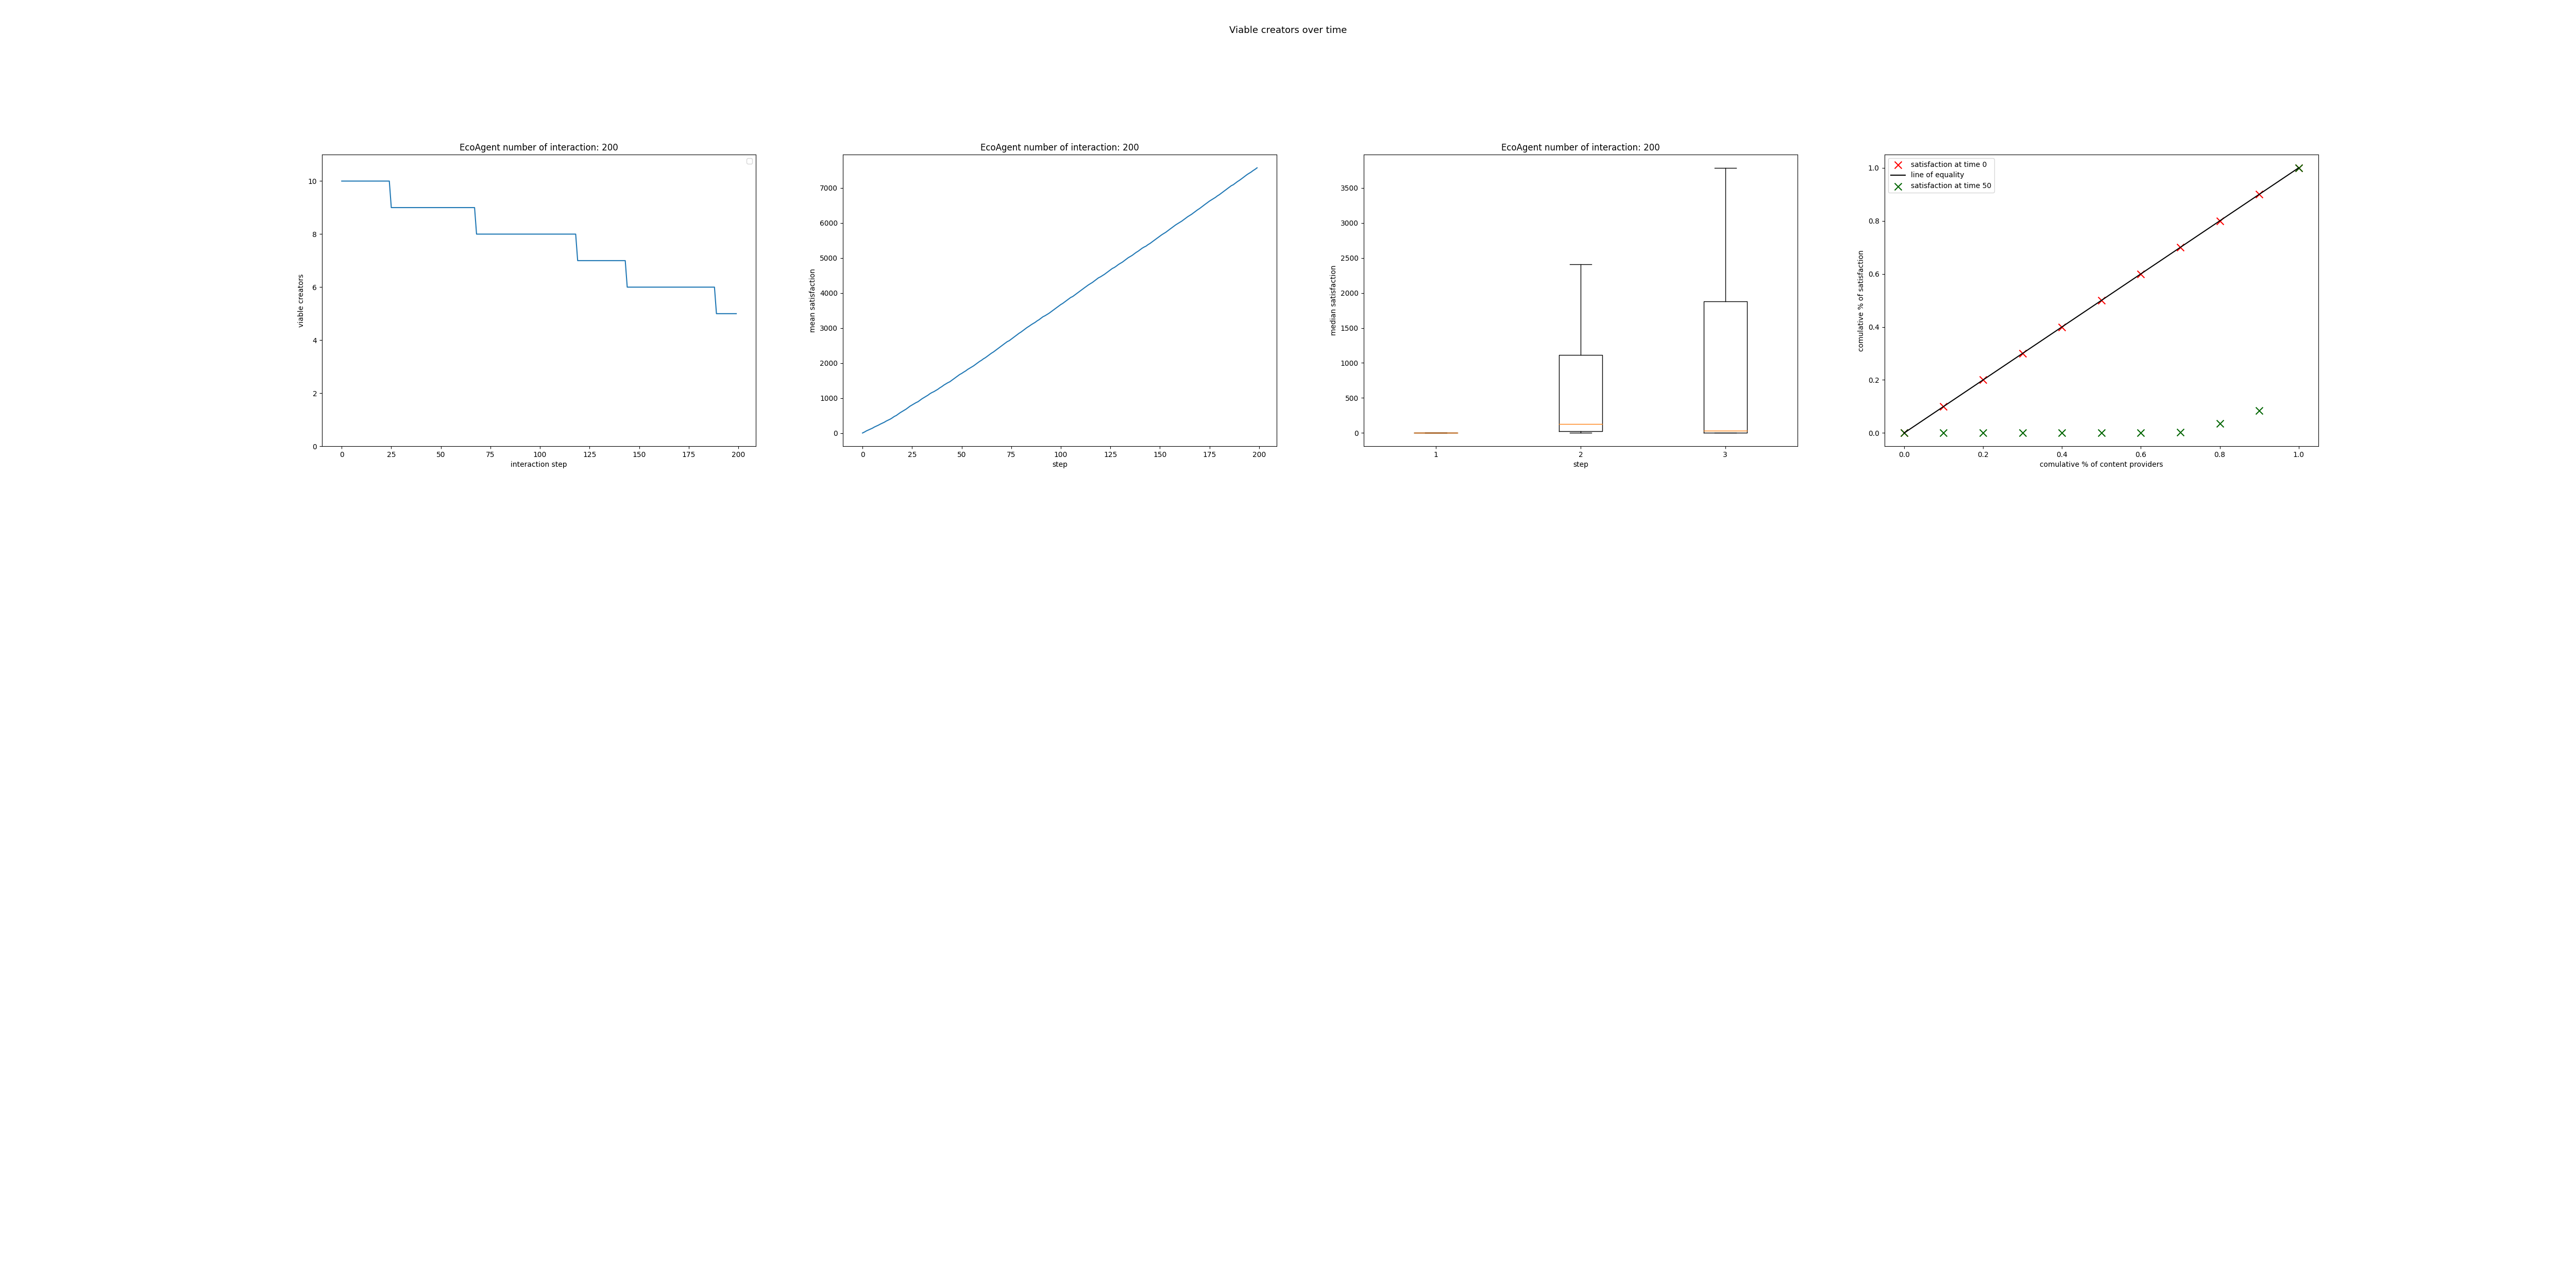 Viable creators over time
EcoAgent number of interaction: 200
10
8
6
4
2
0
viable creators
0 25 50 75 100 125 150 175 200
interaction step
EcoAgent number of interaction: 200
7000
6000
5000
4000
3000
2000
1000
0
mean satisfaction
0 25 50 75 100 125 150 175 200
step
EcoAgent number of interaction: 200
3500
3000
2500
2000
1500
1000
500
0
median satisfaction
1 2 3
step
satisfaction at time 0
line of equality
satisfaction at time 50
1.0
0.8
0.6
0.4
0.2
0.0
comulative % of satisfaction
0.0 0.2 0.4 0.6 0.8 1.0
comulative % of content providers